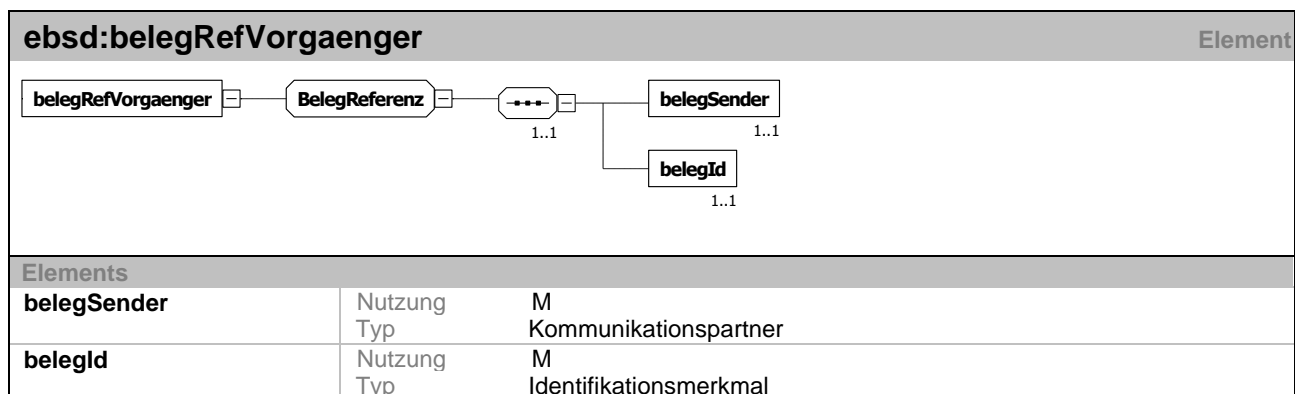 ebsd:belegRefVorgaenger Element
belegRefVorgaenger BelegReferenz belegSender
1..1 1..1
belegId
1..1
Elements
belegSender Nutzung M
Typ Kommunikationspartner
belegId Nutzung M
Typ Identifikationsmerkmal